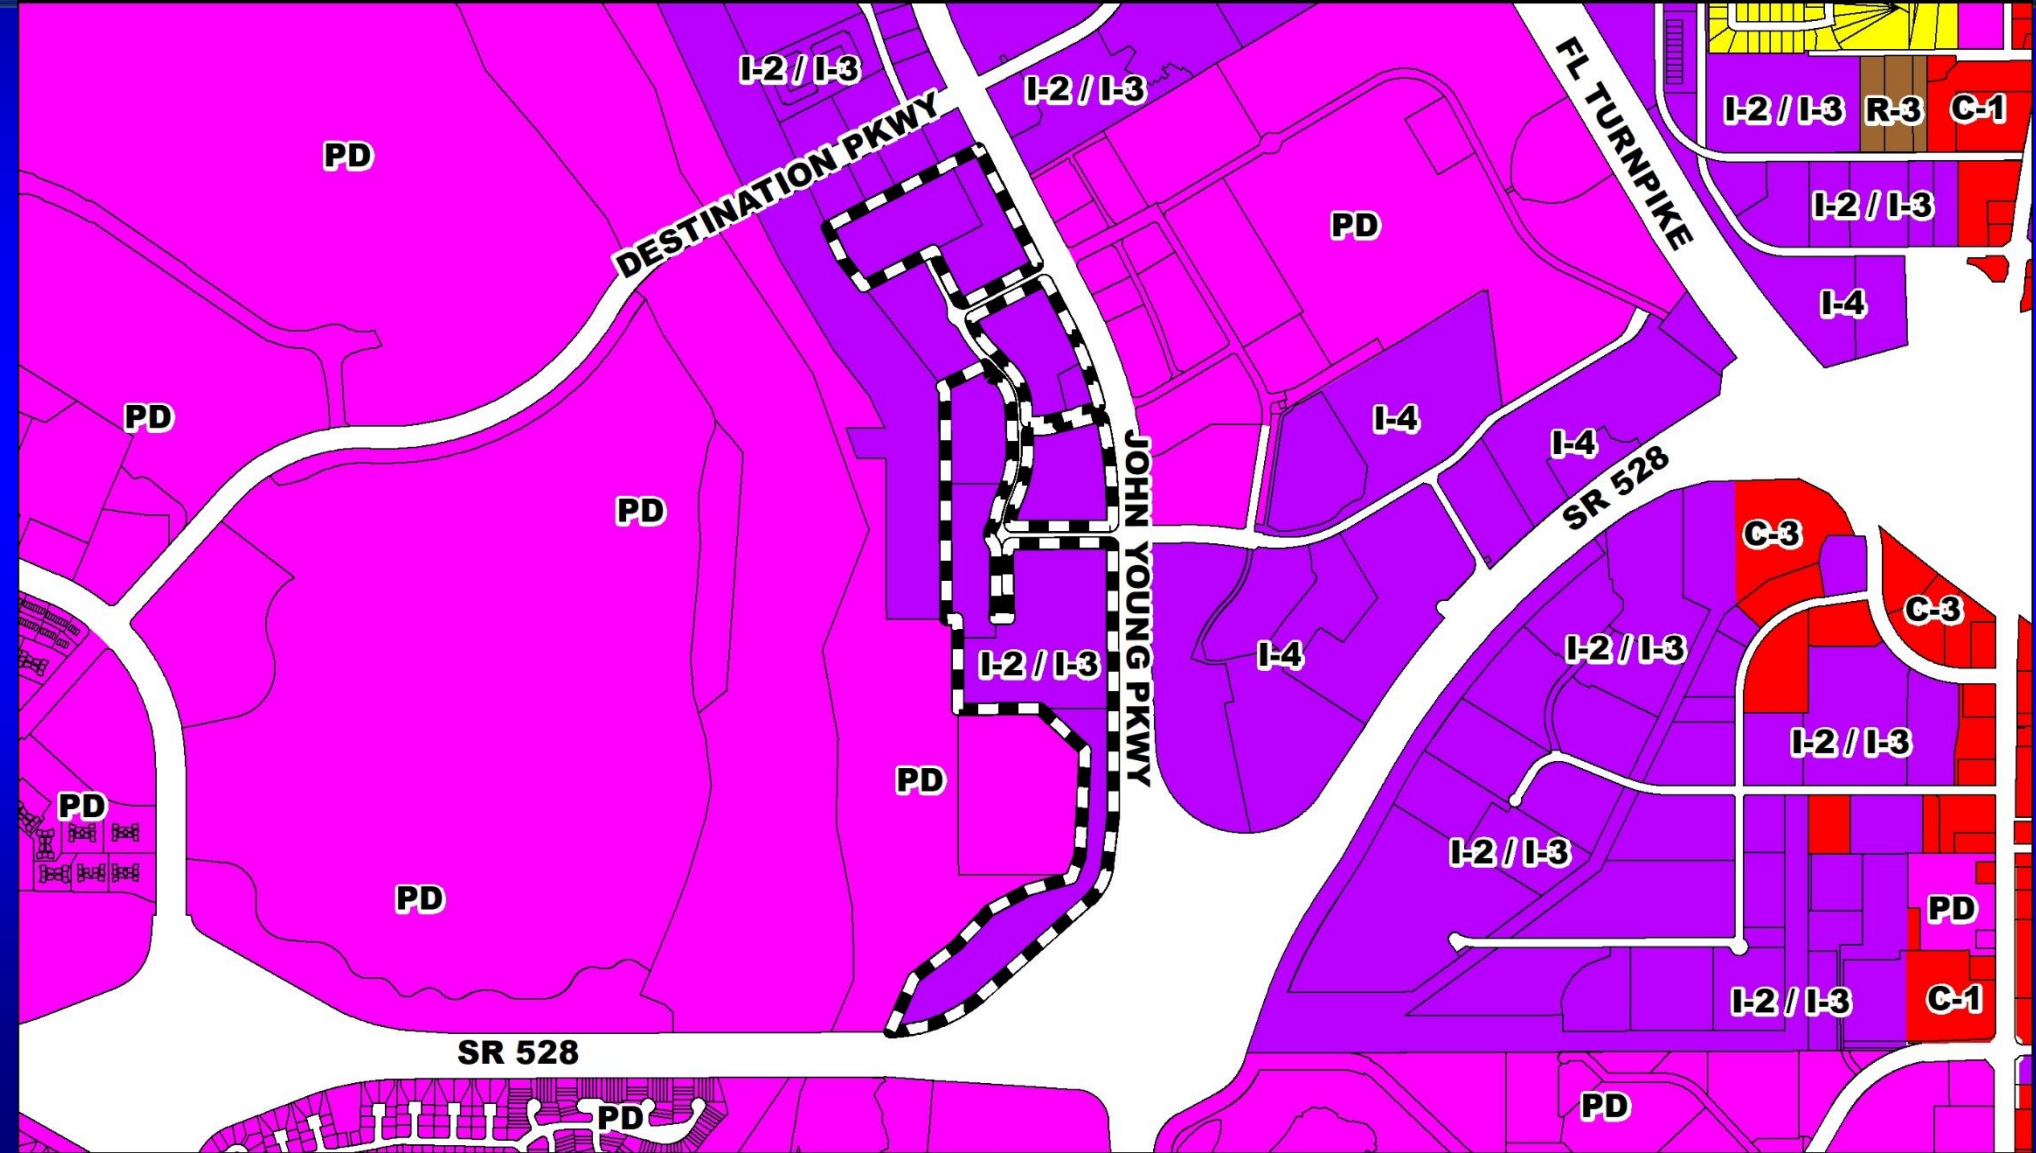 I-2 / I-3
I-2 / I-3
FL TURNPIKE
I-2 / I-3
R-3
C-1
PD
DESTINATION PKWY
PD
I-2 / I-3
I-4
PD
I-4
I-4
SR 528
PD
JOHN YOUNG PKWY
C-3
C-3
I-2 / I-3
I-4
I-2 / I-3
I-2 / I-3
PD
PD
I-2 / I-3
PD
PD
I-2 / I-3
C-1
SR 528
PD
PD